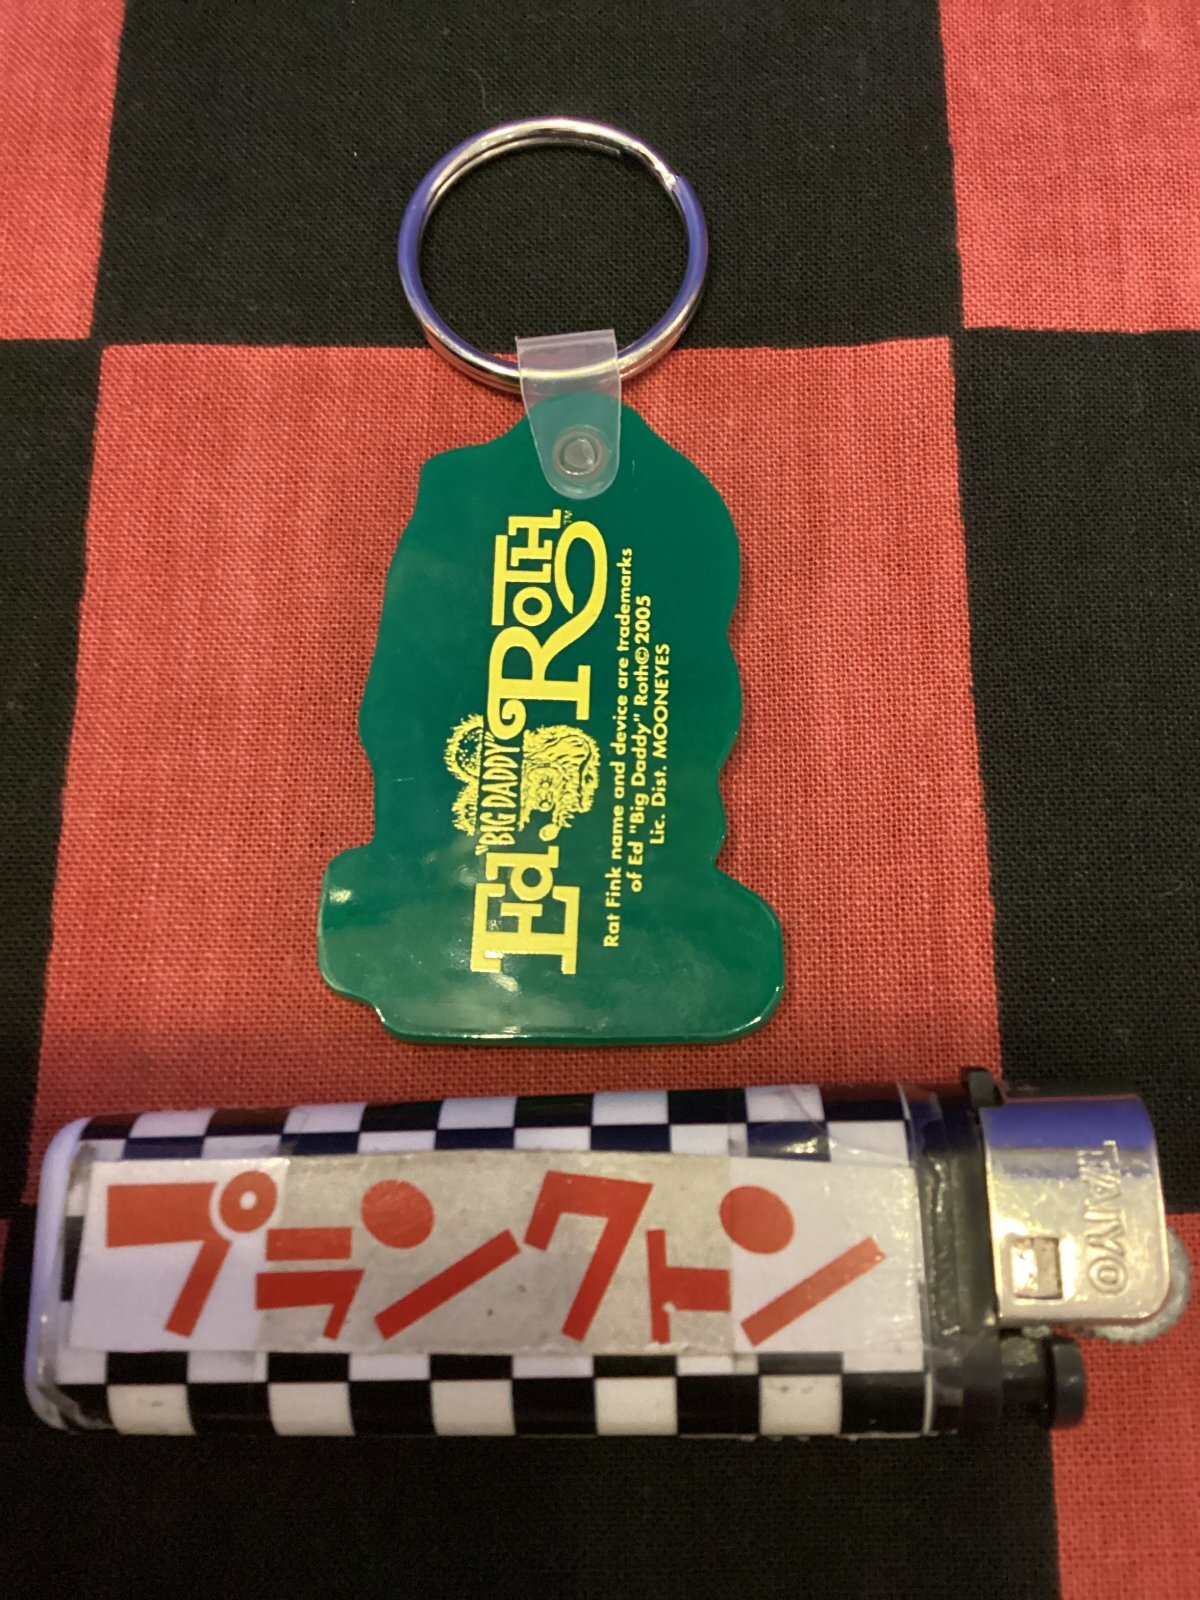 Ed. "BIG DADDY" ROTH™
Rat Fink name and device are trademarks
of Ed "Big Daddy" Roth©2005
Lic. Dist. MOONEYES
プランクトン
TAIYO